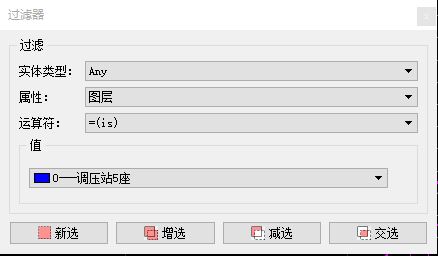 过滤器
过滤
实体类型: Any
属性: 图层
运算符: =(is)
值
0——调压站5座
新选 增选 减选 交选